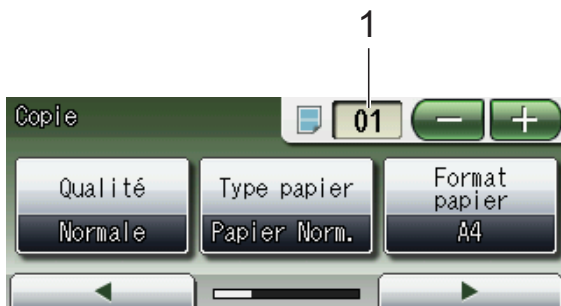 1
Copie 01 - +
Qualité Type papier Format papier
Normale Papier Norm. A4